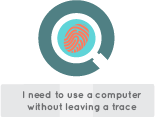 I need to use a computer
without leaving a trace